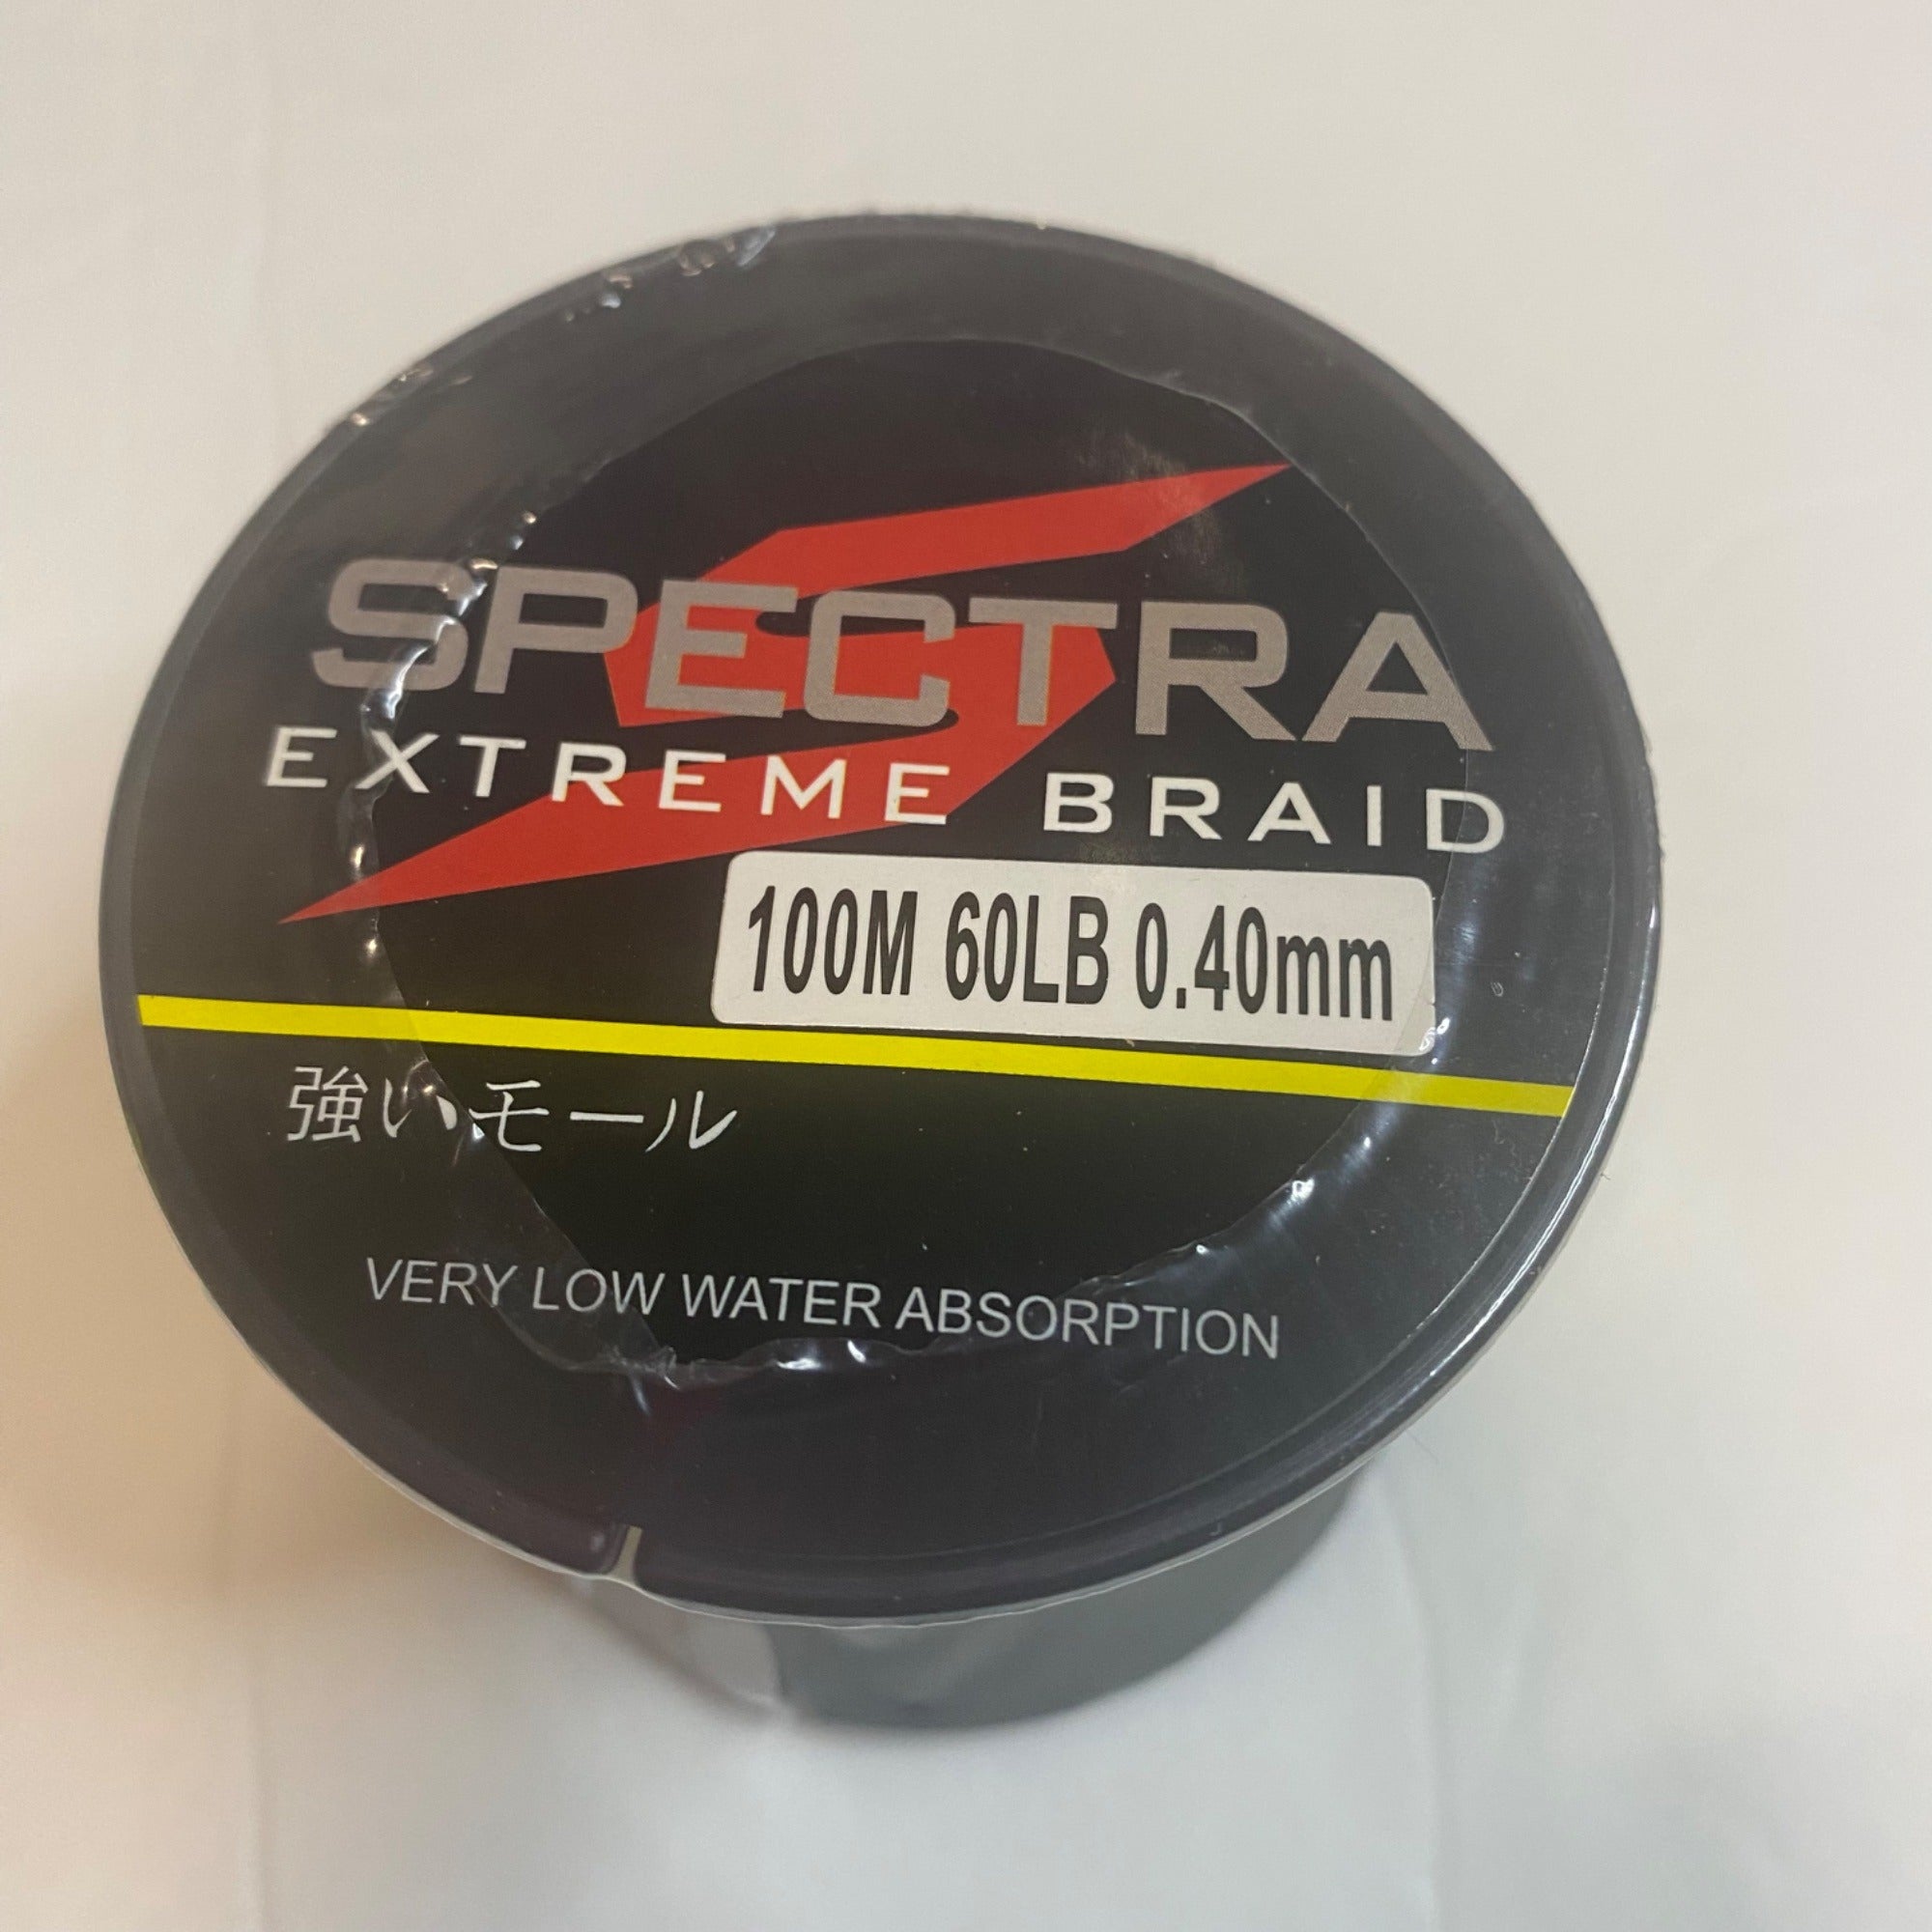 SPECTRA
EXTREME BRAID
100M 60LB 0.40mm
強いモール
VERY LOW WATER ABSORPTION